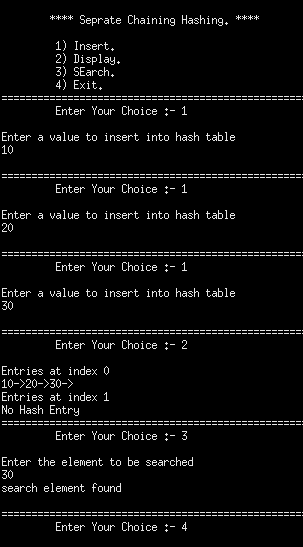 **** Seprate Chaining Hashing. ****
1) Insert.
2) Display.
3) SEarch.
4) Exit.
==================================================
Enter Your Choice :- 1
Enter a value to insert into hash table
10
==================================================
Enter Your Choice :- 1
Enter a value to insert into hash table
20
==================================================
Enter Your Choice :- 1
Enter a value to insert into hash table
30
==================================================
Enter Your Choice :- 2
Entries at index 0
10->20->30->
Entries at index 1
No Hash Entry
==================================================
Enter Your Choice :- 3
Enter the element to be searched
30
search element found
==================================================
Enter Your Choice :- 4